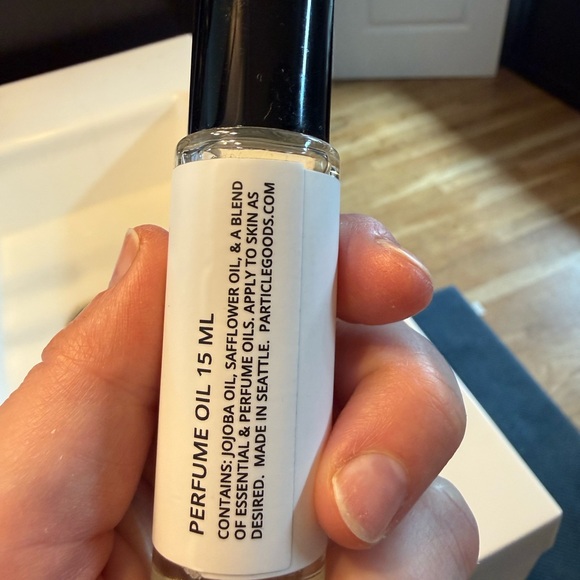 PERFUME OIL 15 ML
CONTAINS: JOJOBA OIL, SAFFLOWER OIL, & A BLEND
OF ESSENTIAL & PERFUME OILS. APPLY TO SKIN AS
DESIRED. MADE IN SEATTLE. PARTICLEGOODS.COM